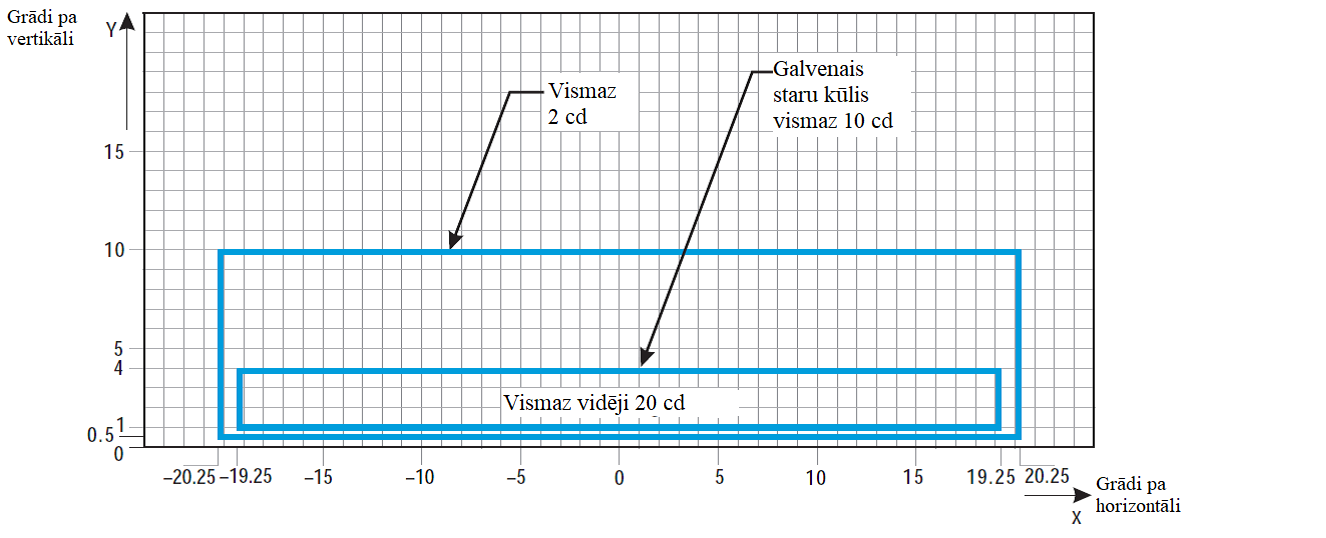 Grādi pa
vertikāli
Y
Vismaz
2 cd
Galvenais
staru kūlis
vismaz 10 cd
15
10
5
4
Vismaz vidēji 20 cd
1
0.5
0
−20.25 −19.25 −15 −10 −5 0 5 10 15 19.25 20.25
Grādi pa
horizontāli
X